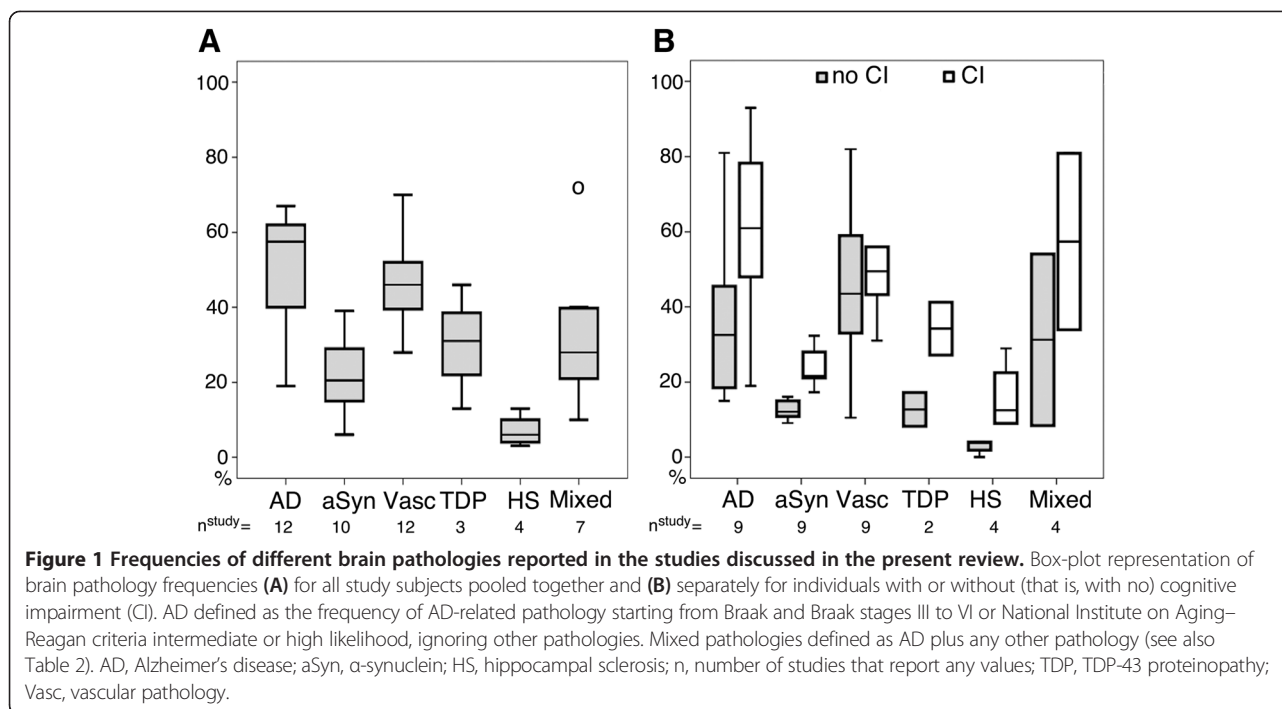 A
100
80
60
40
20
0
%
o
AD aSyn Vasc TDP HS Mixed
n^study= 12 10 12 3 4 7
B
no CI CI
100
80
60
40
20
0
%
AD aSyn Vasc TDP HS Mixed
n^study= 9 9 9 2 4 4
Figure 1 Frequencies of different brain pathologies reported in the studies discussed in the present review. Box-plot representation of
brain pathology frequencies (A) for all study subjects pooled together and (B) separately for individuals with or without (that is, with no) cognitive
impairment (CI). AD defined as the frequency of AD-related pathology starting from Braak and Braak stages III to VI or National Institute on Aging–
Reagan criteria intermediate or high likelihood, ignoring other pathologies. Mixed pathologies defined as AD plus any other pathology (see also
Table 2). AD, Alzheimer's disease; aSyn, α-synuclein; HS, hippocampal sclerosis; n, number of studies that report any values; TDP, TDP-43 proteinopathy;
Vasc, vascular pathology.